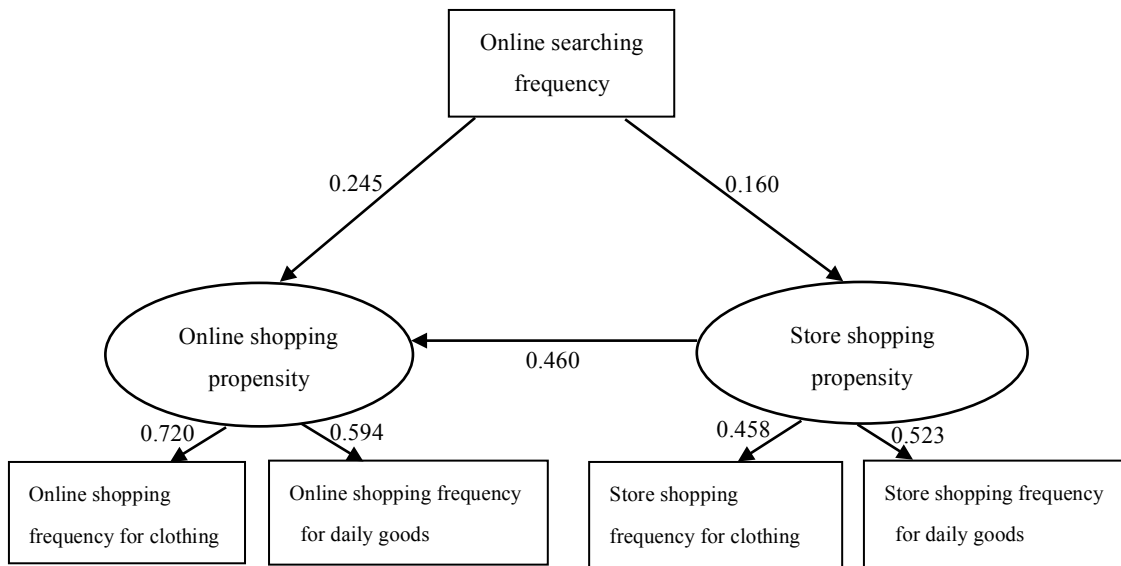 Online searching
frequency
0.245
0.160
Online shopping
propensity
Store shopping
propensity
0.460
0.720
0.594
0.458
0.523
Online shopping
frequency for clothing
Online shopping frequency
for daily goods
Store shopping
frequency for clothing
Store shopping frequency
for daily goods